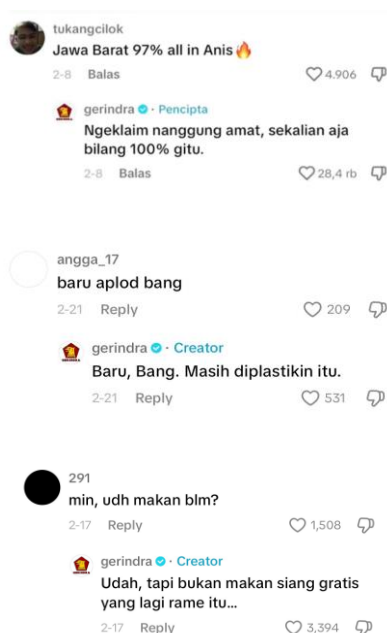 tukangcilok
Jawa Barat 97% all in Anis🔥
2-8 Balas 4.906
gerindra · Pencipta
Ngeklaim nanggung amat, sekalian aja
bilang 100% gitu.
2-8 Balas 28,4 rb
angga_17
baru aplod bang
2-21 Reply 209
gerindra · Creator
Baru, Bang. Masih diplastikin itu.
2-21 Reply 531
291
min, udh makan blm?
2-17 Reply 1,508
gerindra · Creator
Udah, tapi bukan makan siang gratis
yang lagi rame itu...
2-17 Reply 3,394